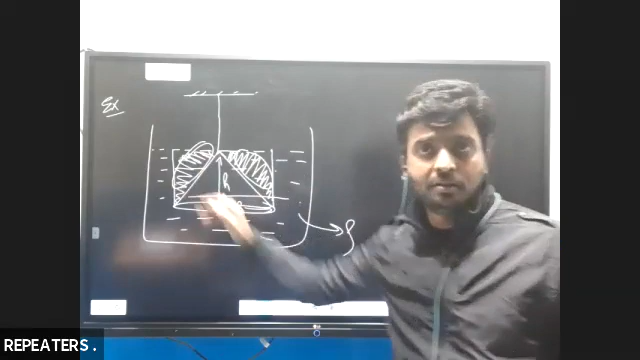 Ex
h
ρ
REPEATERS.